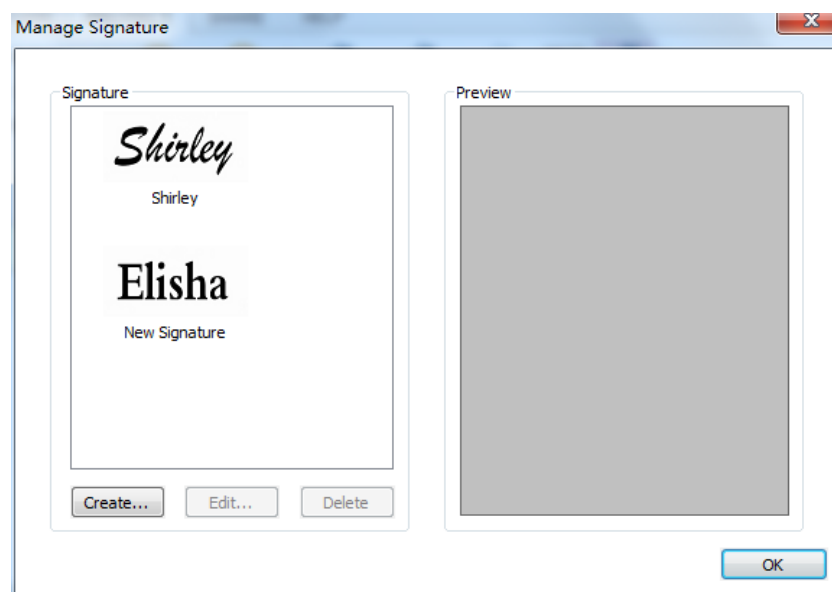 Manage Signature
Signature
Shirley
Shirley
Elisha
New Signature
Create...
Edit...
Delete
Preview
OK